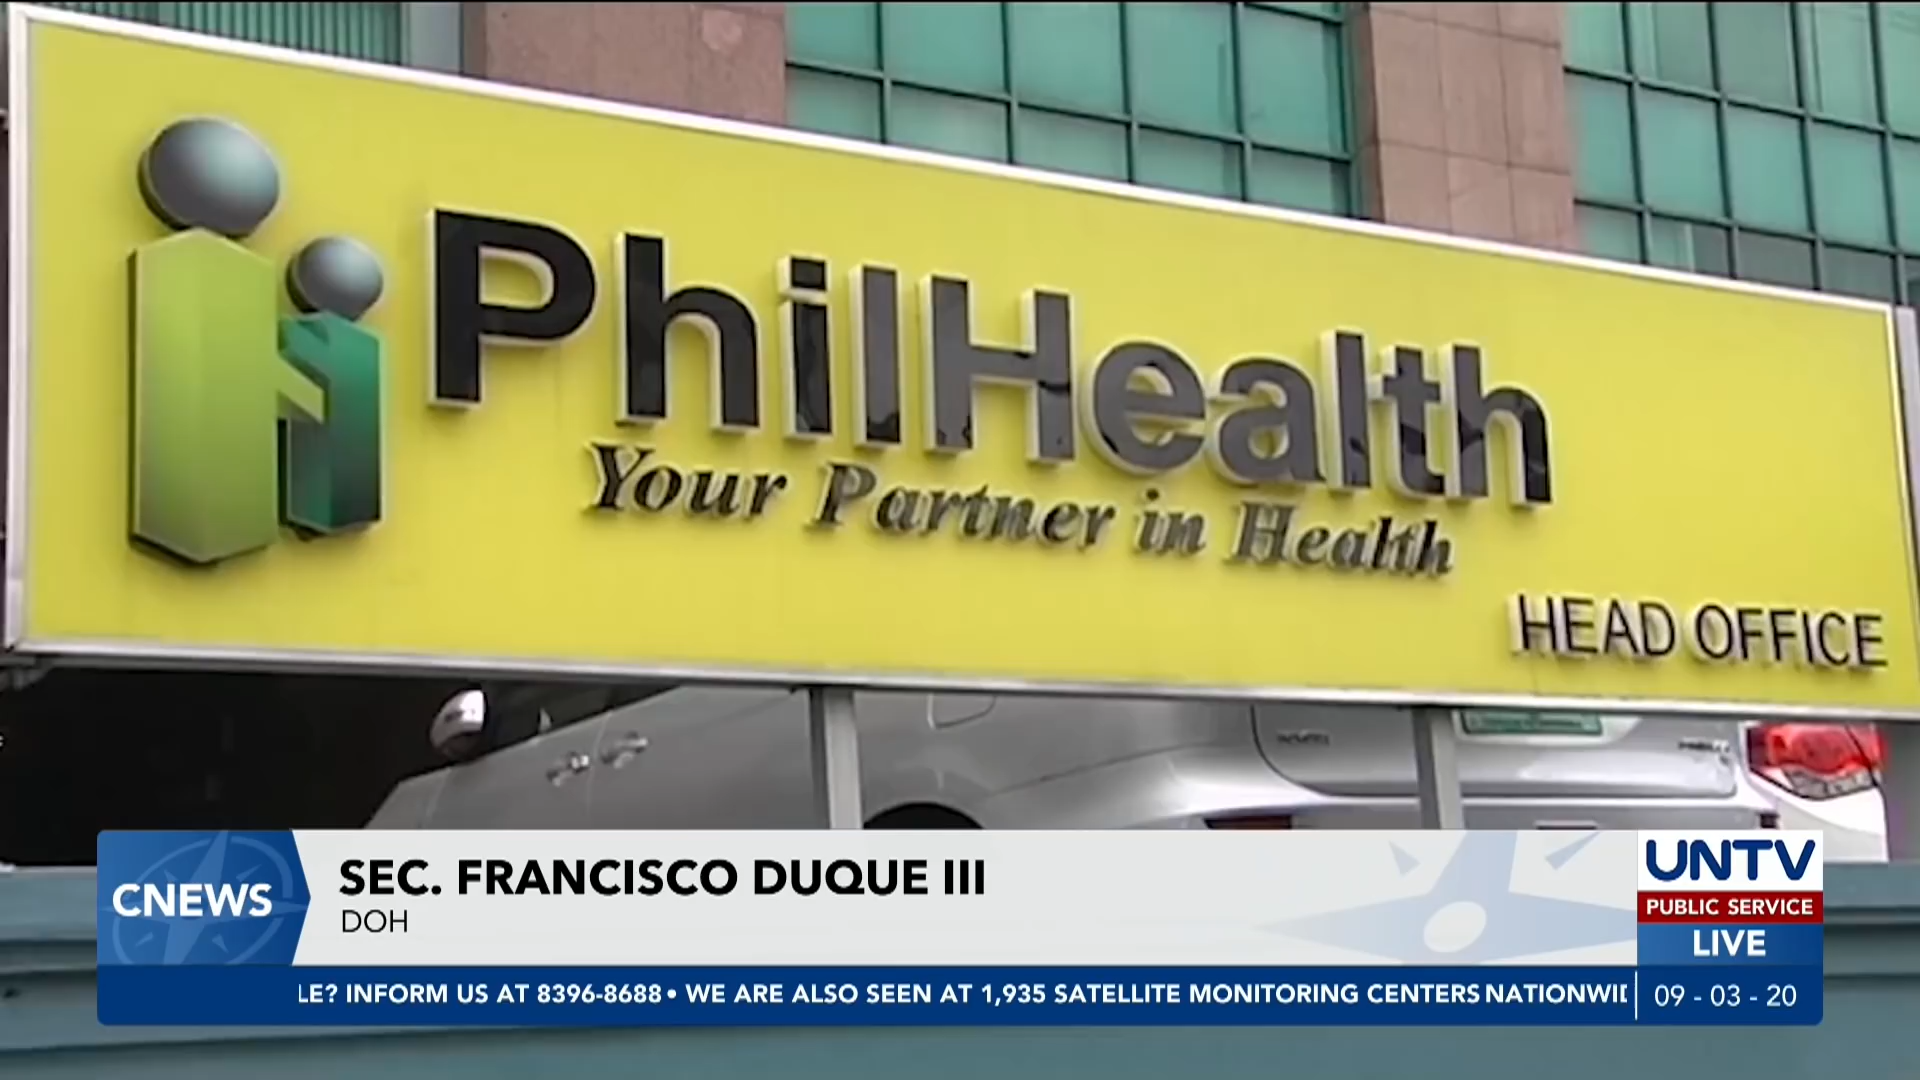 PhilHealth
Your Partner in Health
HEAD OFFICE
CNEWS
SEC. FRANCISCO DUQUE III
DOH
UNTV
PUBLIC SERVICE
LIVE
LE? INFORM US AT 8396-8688 • WE ARE ALSO SEEN AT 1,935 SATELLITE MONITORING CENTERS NATIONWI
09 - 03 - 20